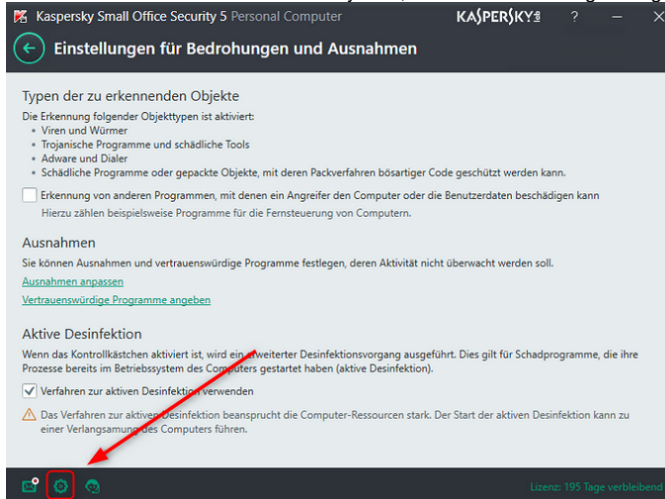 Kaspersky Small Office Security 5 Personal Computer
KASPERSKY
? – ×
Einstellungen für Bedrohungen und Ausnahmen
Typen der zu erkennenden Objekte
Die Erkennung folgender Objekttypen ist aktiviert:
• Viren und Würmer
• Trojanische Programme und schädliche Tools
• Adware und Dialer
• Schädliche Programme oder gepackte Objekte, mit deren Packverfahren bösartiger Code geschützt werden kann.
Erkennung von anderen Programmen, mit denen ein Angreifer den Computer oder die Benutzerdaten beschädigen kann
Hierzu zählen beispielsweise Programme für die Fernsteuerung von Computern.
Ausnahmen
Sie können Ausnahmen und vertrauenswürdige Programme festlegen, deren Aktivität nicht überwacht werden soll.
Ausnahmen anpassen
Vertrauenswürdige Programme angeben
Aktive Desinfektion
Wenn das Kontrollkästchen aktiviert ist, wird ein erweiterter Desinfektionsvorgang ausgeführt. Dies gilt für Schadprogramme, die ihre
Prozesse bereits im Betriebssystem des Computers gestartet haben (aktive Desinfektion).
Verfahren zur aktiven Desinfektion verwenden
Das Verfahren zur aktiven Desinfektion beansprucht die Computer-Ressourcen stark. Der Start der aktiven Desinfektion kann zu
einer Verlangsamung des Computers führen.
Lizenz: 195 Tage verbleibend